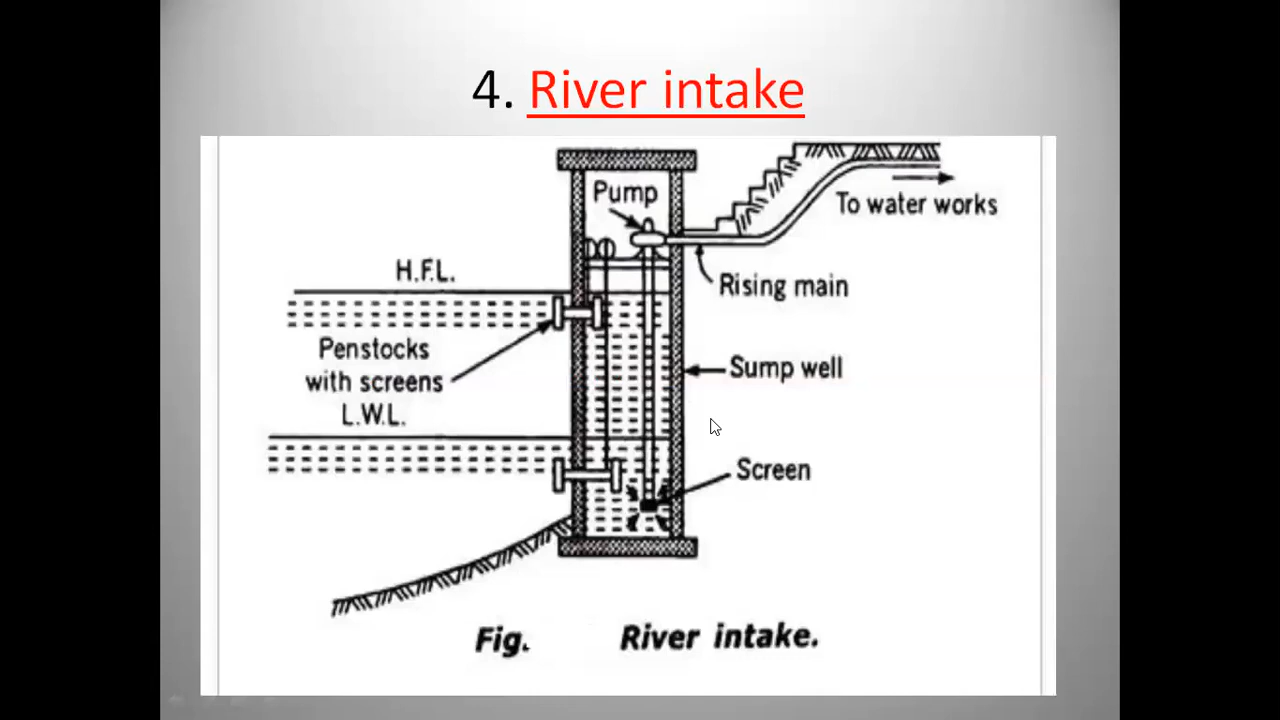 4. River intake
Pump
To water works
H.F.L.
Rising main
Penstocks
with screens
Sump well
L.W.L.
Screen
Fig. River intake.